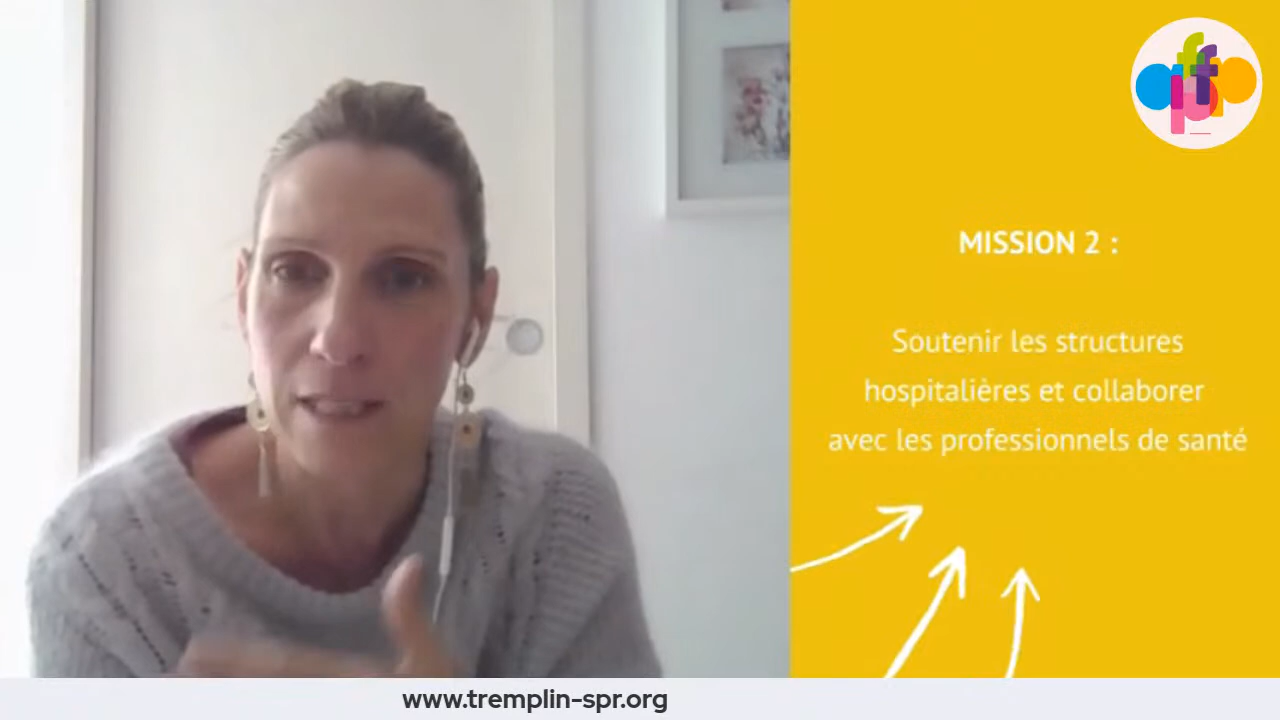 MISSION 2 :
Soutenir les structures
hospitalières et collaborer
avec les professionnels de santé
www.tremplin-spr.org